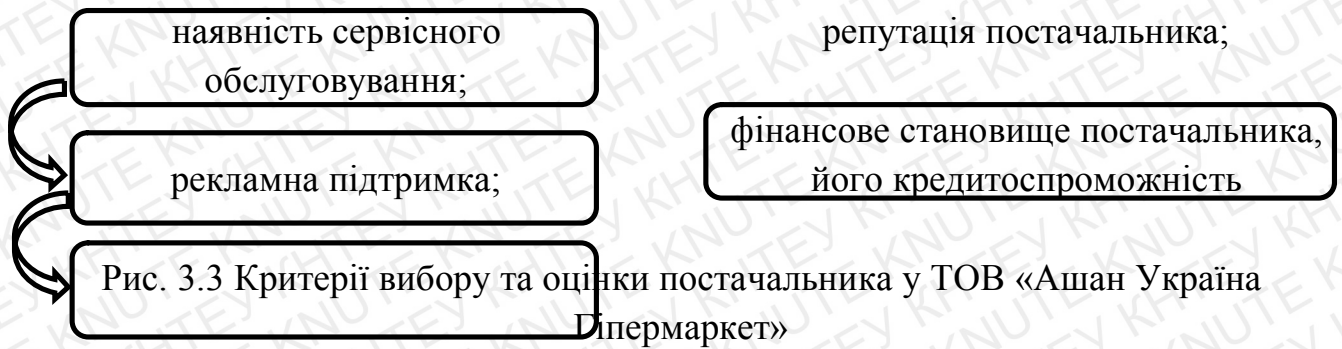 наявність сервісного
обслуговування;
рекламна підтримка;
репутація постачальника;
фінансове становище постачальника,
його кредитоспроможність
Рис. 3.3 Критерії вибору та оцінки постачальника у ТОВ «Ашан Україна
Гіпермаркет»